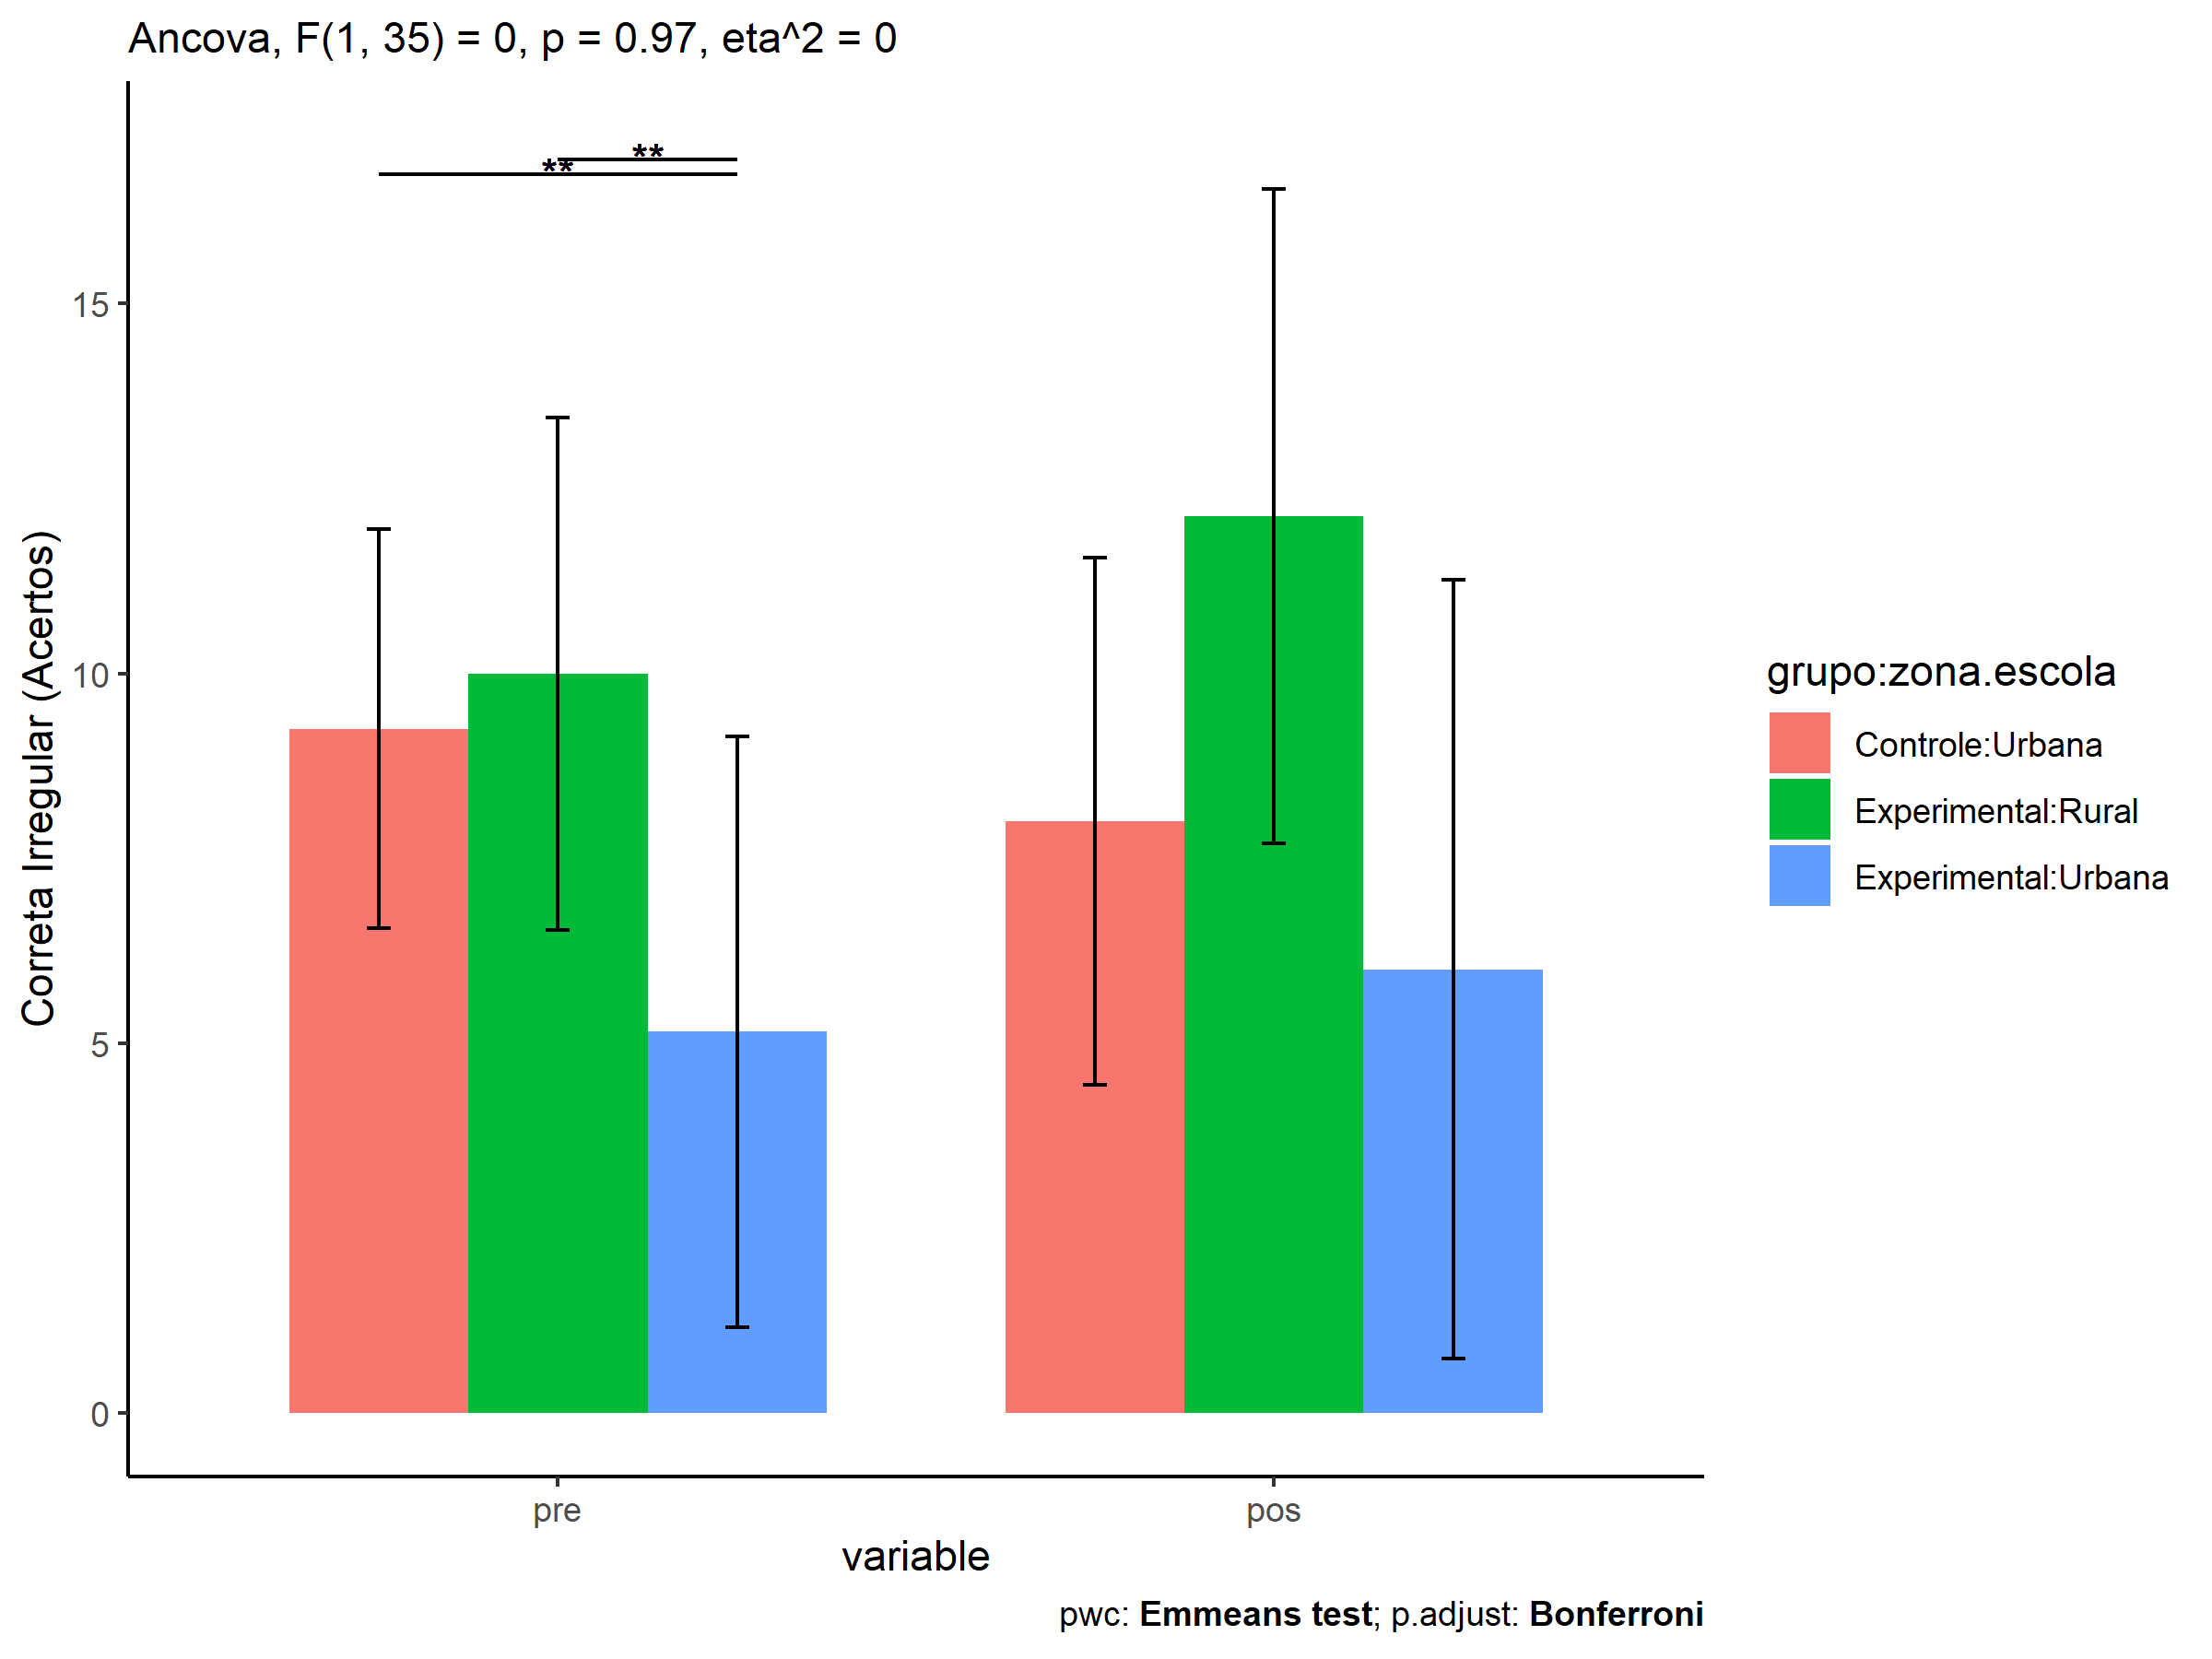 Ancova, F(1, 35) = 0, p = 0.97, eta^2 = 0
**
**
15
10
5
0
Correta Irregular (Acertos)
pre
pos
variable
grupo:zona.escola
Controle:Urbana
Experimental:Rural
Experimental:Urbana
pwc: Emmeans test; p.adjust: Bonferroni